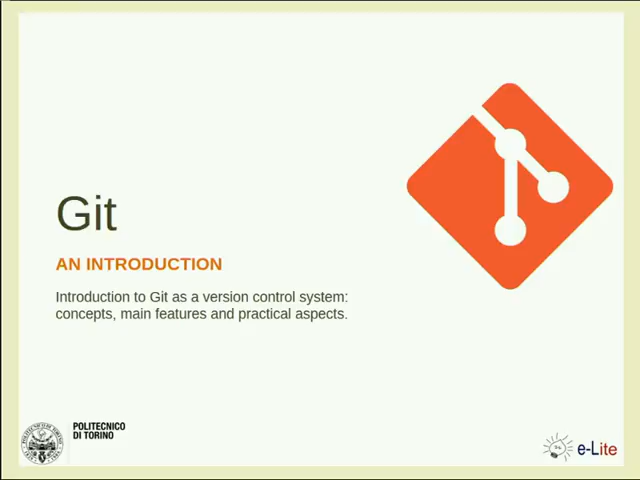 Git
AN INTRODUCTION
Introduction to Git as a version control system:
concepts, main features and practical aspects.
POLITECNICO
DI TORINO
e-Lite